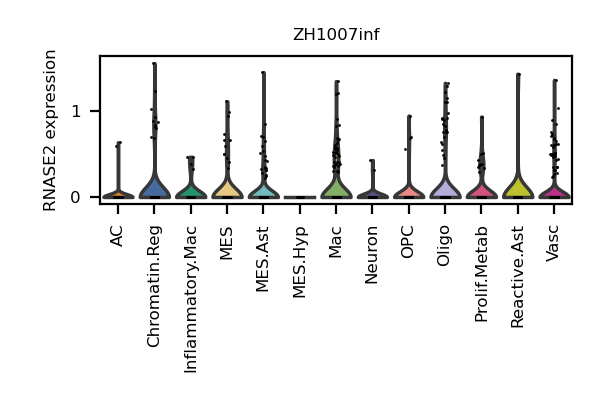 ZH1007inf
RNASE2 expression
1
0
AC
Chromatin.Reg
Inflammatory.Mac
MES
MES.Ast
MES.Hyp
Mac
Neuron
OPC
Oligo
Prolif.Metab
Reactive.Ast
Vasc